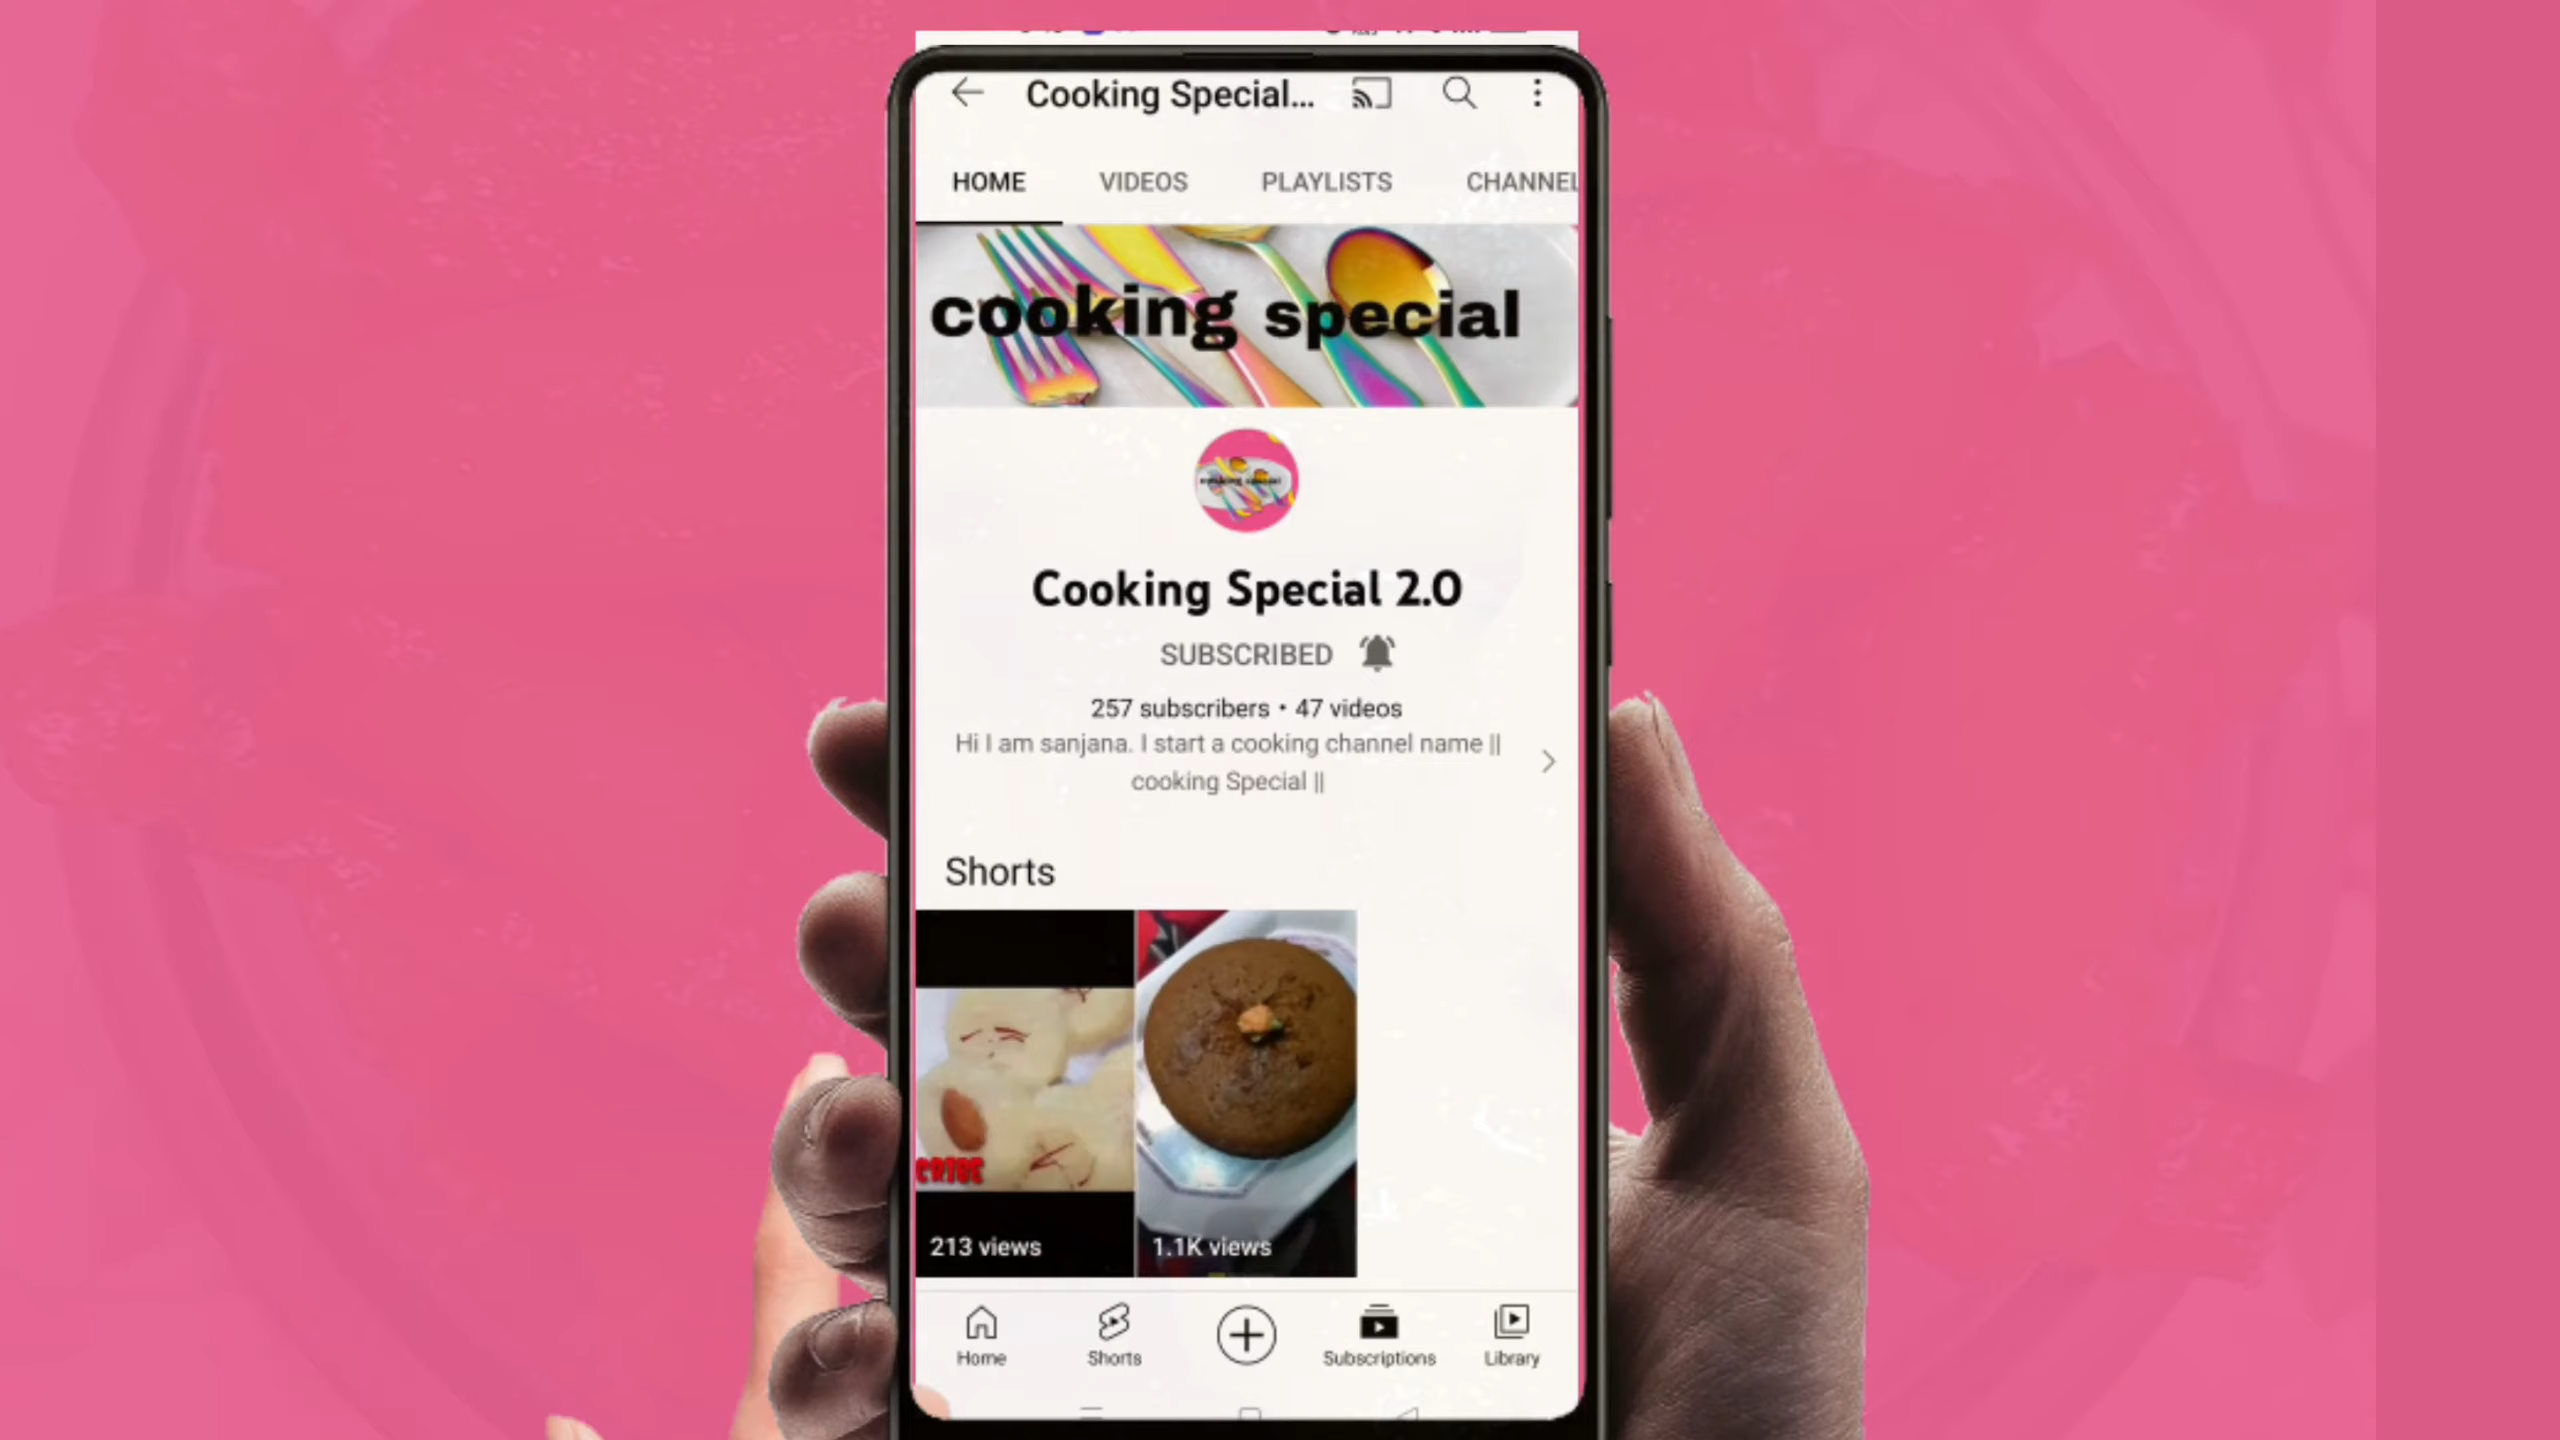 Cooking Special...
HOME VIDEOS PLAYLISTS CHANNEL
cooking special
Cooking Special 2.0
SUBSCRIBED
257 subscribers • 47 videos
Hi I am sanjana. I start a cooking channel name ||
cooking Special ||
Shorts
CRIBE
213 views 1.1K views
Home Shorts Subscriptions Library